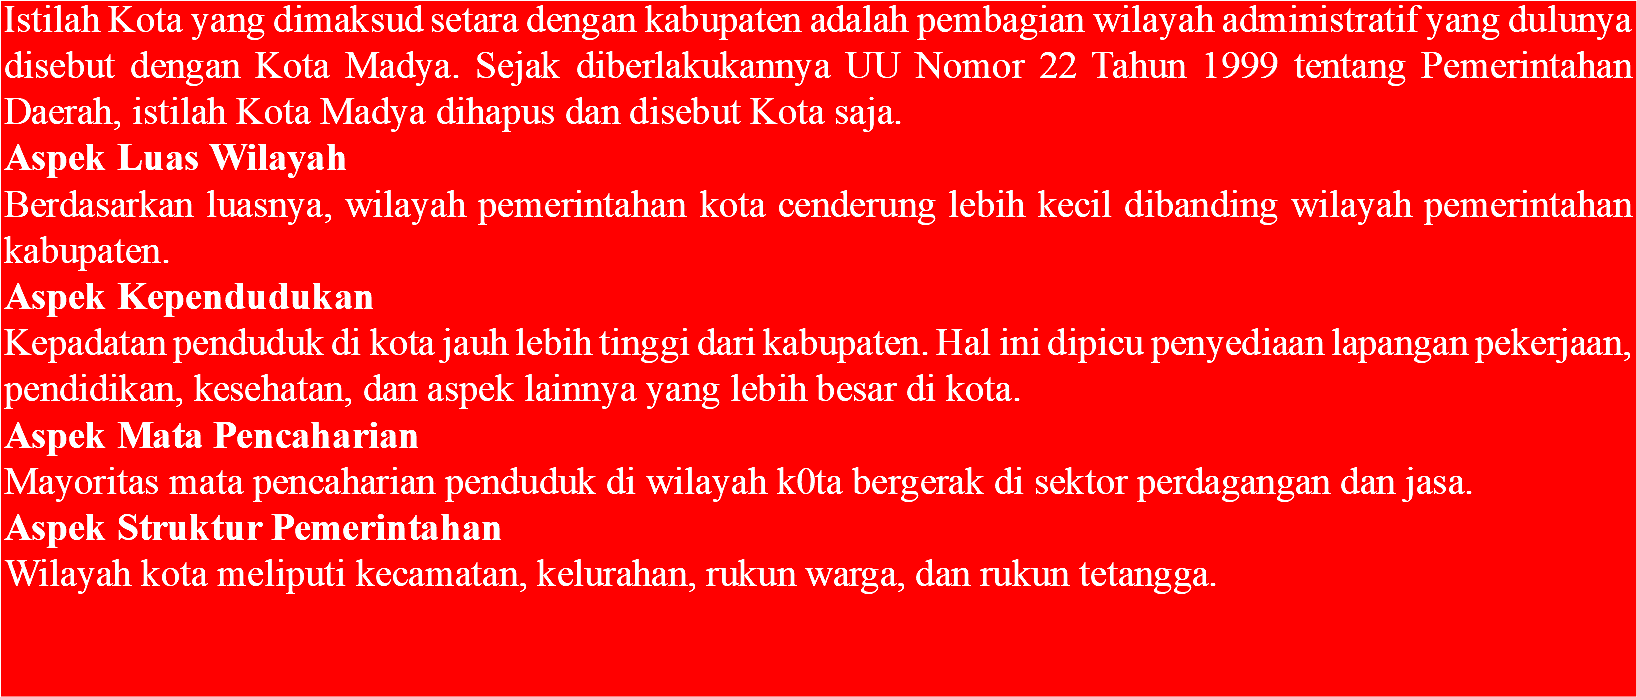 Istilah Kota yang dimaksud setara dengan kabupaten adalah pembagian wilayah administratif yang dulunya
disebut dengan Kota Madya. Sejak diberlakukannya UU Nomor 22 Tahun 1999 tentang Pemerintahan
Daerah, istilah Kota Madya dihapus dan disebut Kota saja.
Aspek Luas Wilayah
Berdasarkan luasnya, wilayah pemerintahan kota cenderung lebih kecil dibanding wilayah pemerintahan
kabupaten.
Aspek Kependudukan
Kepadatan penduduk di kota jauh lebih tinggi dari kabupaten. Hal ini dipicu penyediaan lapangan pekerjaan,
pendidikan, kesehatan, dan aspek lainnya yang lebih besar di kota.
Aspek Mata Pencaharian
Mayoritas mata pencaharian penduduk di wilayah k0ta bergerak di sektor perdagangan dan jasa.
Aspek Struktur Pemerintahan
Wilayah kota meliputi kecamatan, kelurahan, rukun warga, dan rukun tetangga.